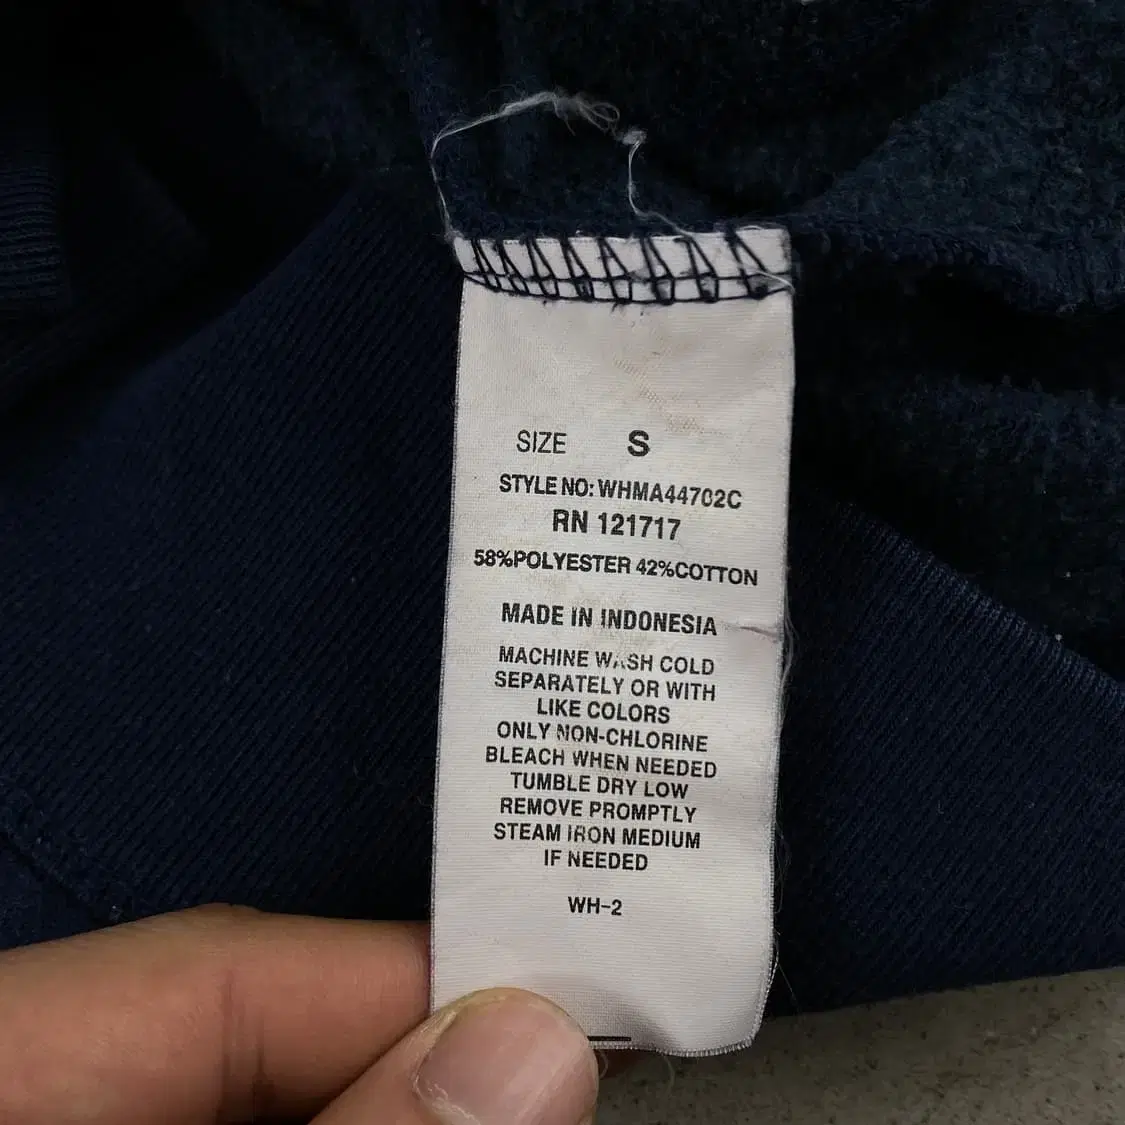 SIZE S
STYLE NO: WHMA44702C
RN 121717
58%POLYESTER 42%COTTON
MADE IN INDONESIA
MACHINE WASH COLD
SEPARATELY OR WITH
LIKE COLORS
ONLY NON-CHLORINE
BLEACH WHEN NEEDED
TUMBLE DRY LOW
REMOVE PROMPTLY
STEAM IRON MEDIUM
IF NEEDED
WH-2